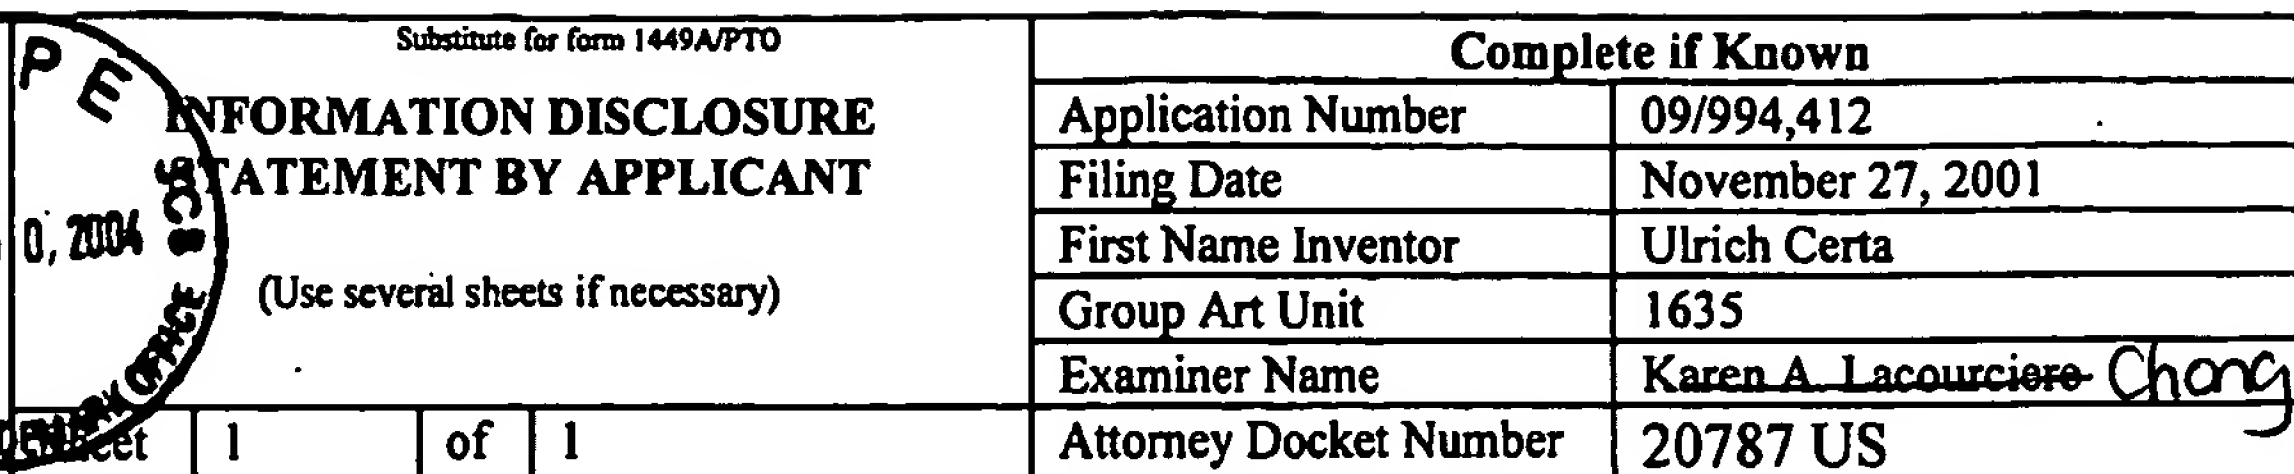 Substitute for form 1449A/PTO
INFORMATION DISCLOSURE
STATEMENT BY APPLICANT
(Use several sheets if necessary)
Sheet 1 of 1
Complete if Known
Application Number 09/994,412
Filing Date November 27, 2001
First Name Inventor Ulrich Certa
Group Art Unit 1635
Examiner Name Karen A. Lacourciere Chong
Attorney Docket Number 20787 US
P E
0, 2004